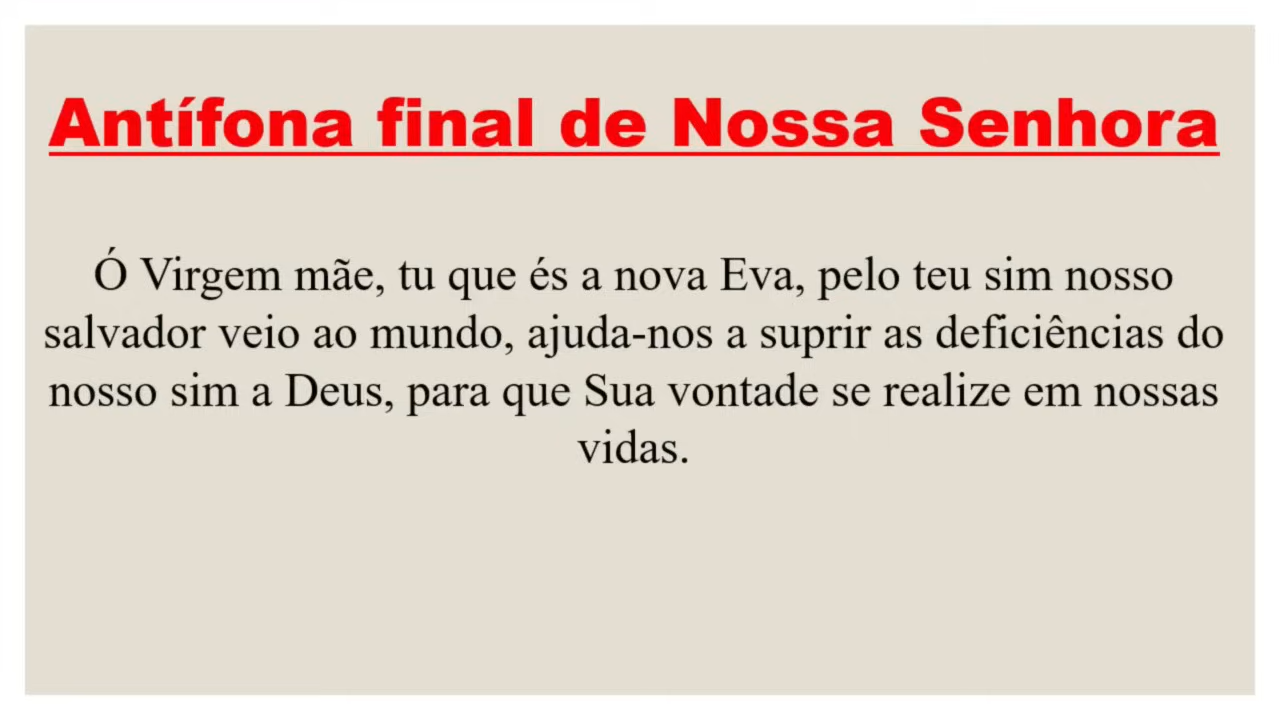 Antífona final de Nossa Senhora
Ó Virgem mãe, tu que és a nova Eva, pelo teu sim nosso
salvador veio ao mundo, ajuda-nos a suprir as deficiências do
nosso sim a Deus, para que Sua vontade se realize em nossas
vidas.